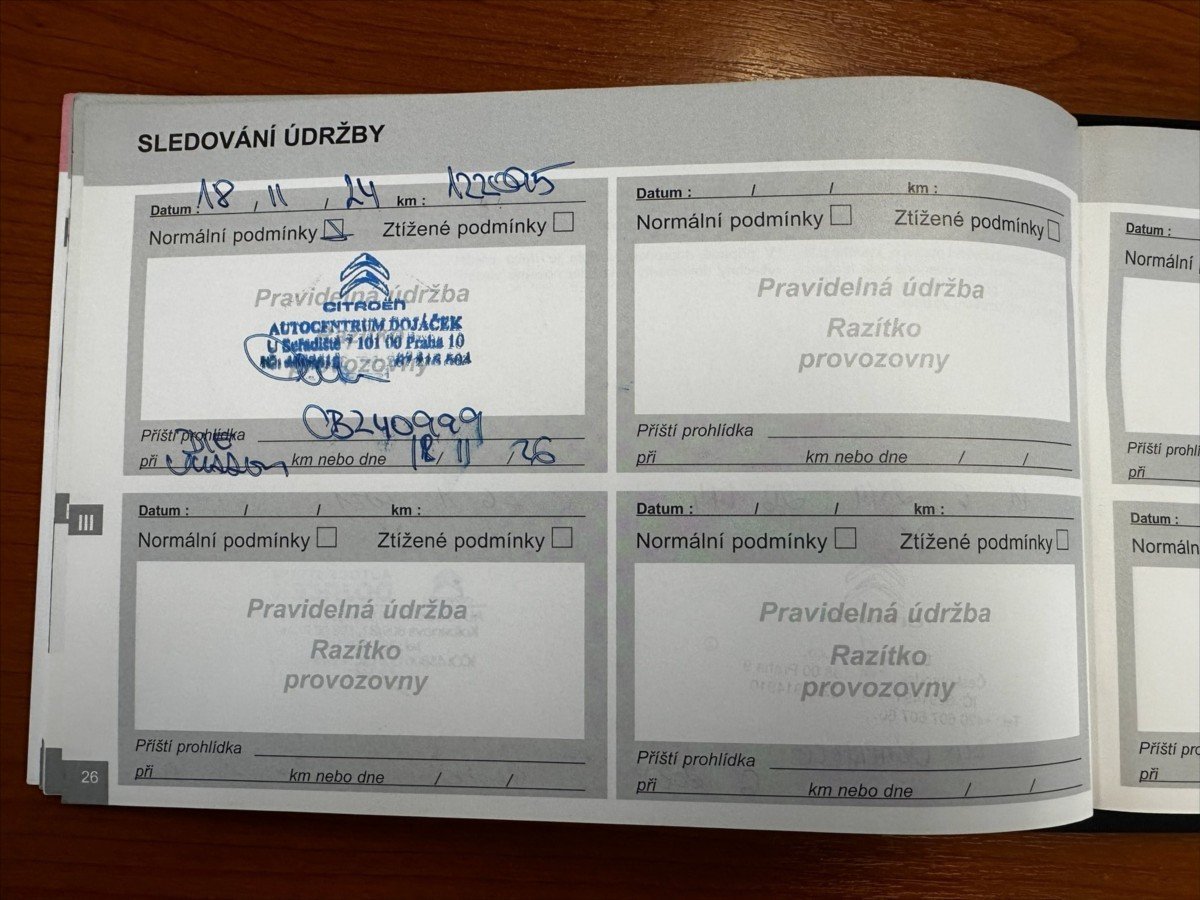 SLEDOVÁNÍ ÚDRŽBY
Datum : 18 / 11 / 24 km :
Normální podmínky Ztížené podmínky
Pravidelná údržba
CITROËN
AUTOCENTRUM DOJÁČEK
U Seřadiště 7 101 00 Praha 10
provozovny
Příští prohlídka CB240999
při km nebo dne 18 / 11 / 26
Datum : / / km :
Normální podmínky Ztížené podmínky
Pravidelná údržba
Razítko
provozovny
Příští prohlídka
při km nebo dne / /
Datum :
Normální
Příští prohlí
při
III
Datum : / / km :
Normální podmínky Ztížené podmínky
Pravidelná údržba
Razítko
provozovny
Příští prohlídka
při km nebo dne / /
Datum : / / km :
Normální podmínky Ztížené podmínky
Pravidelná údržba
Razítko
provozovny
Příští prohlídka
při km nebo dne / /
Datum :
Normáln
Příští pro
při
26